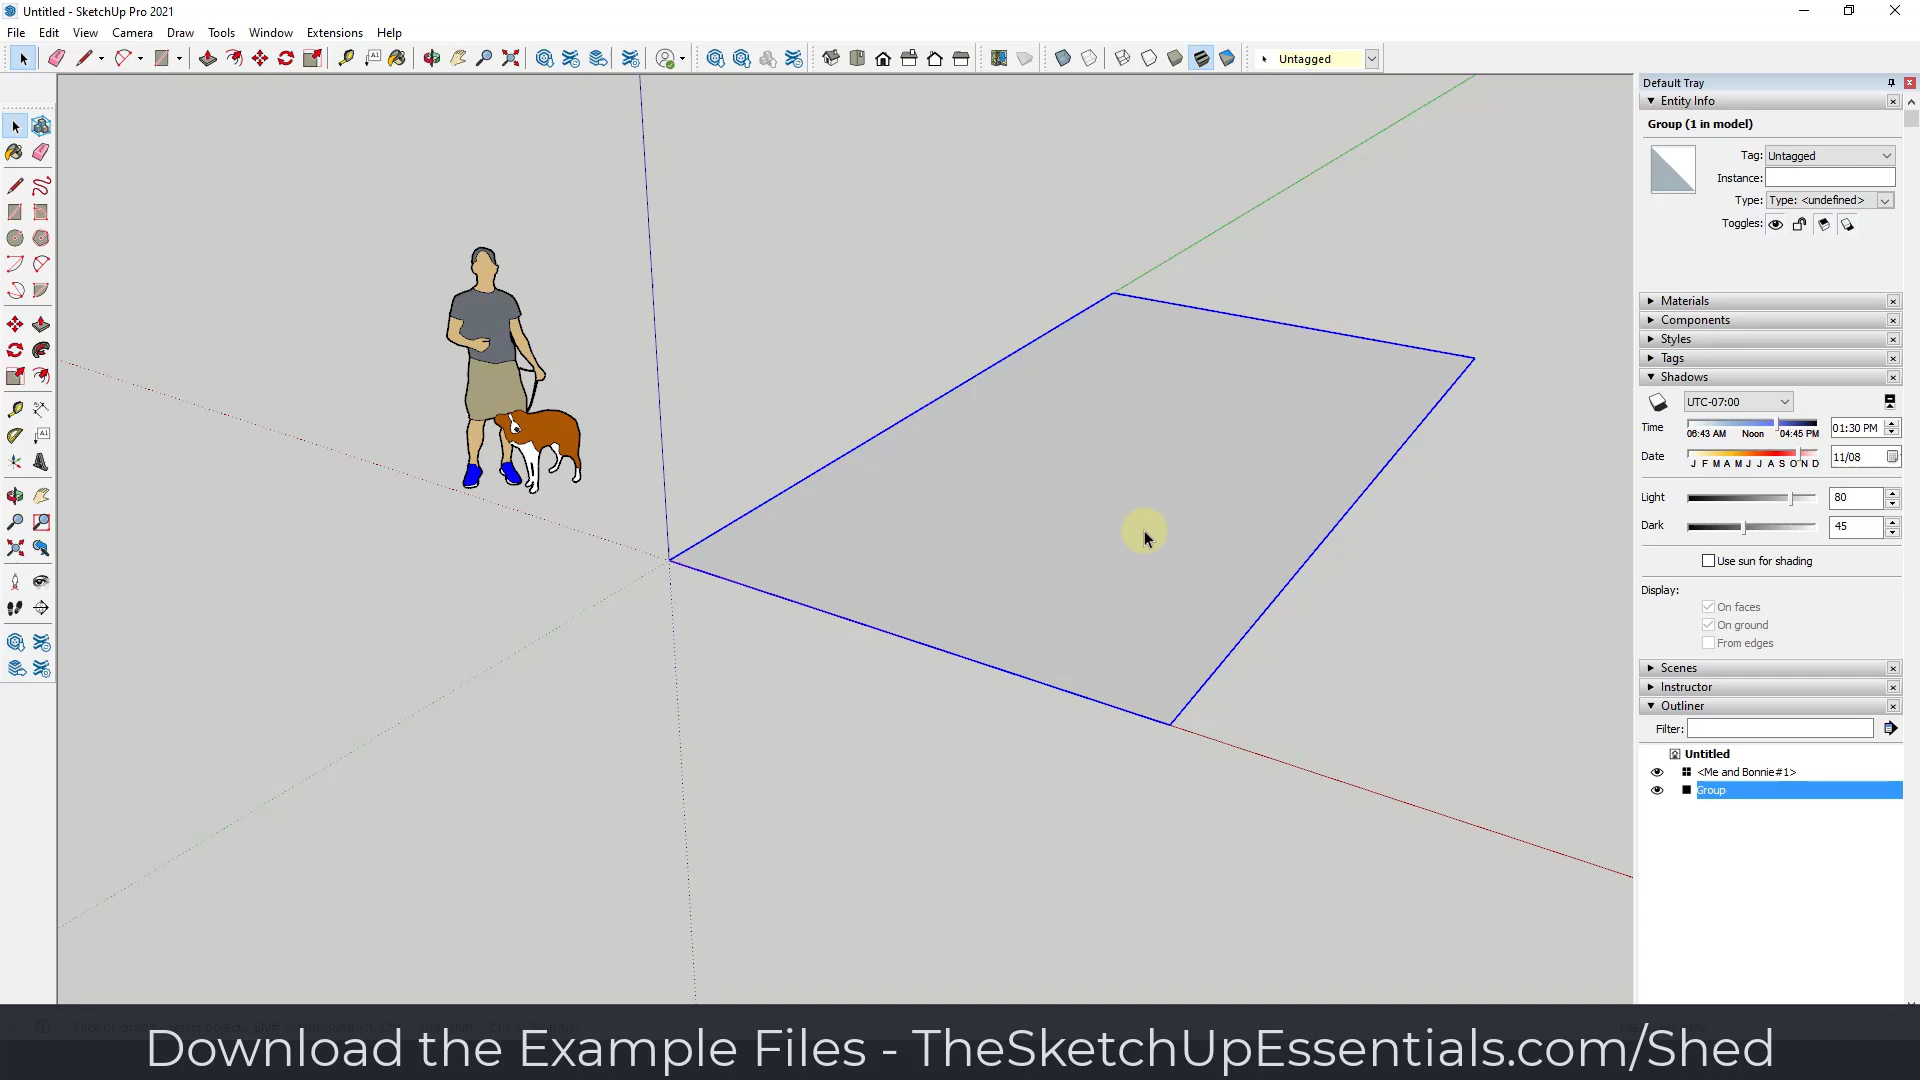 Untitled - SketchUp Pro 2021
File Edit View Camera Draw Tools Window Extensions Help
Untagged
Default Tray
Entity Info
Group (1 in model)
Tag: Untagged
Instance:
Type: Type: <undefined>
Toggles:
Materials
Components
Styles
Tags
Shadows
UTC-07:00
Time 06:43 AM Noon 04:45 PM 01:30 PM
Date J F M A M J J A S O N D 11/08
Light 80
Dark 45
Use sun for shading
Display:
On faces
On ground
From edges
Scenes
Instructor
Outliner
Filter:
Untitled
<Me and Bonnie#1>
Group
Download the Example Files - TheSketchUpEssentials.com/Shed